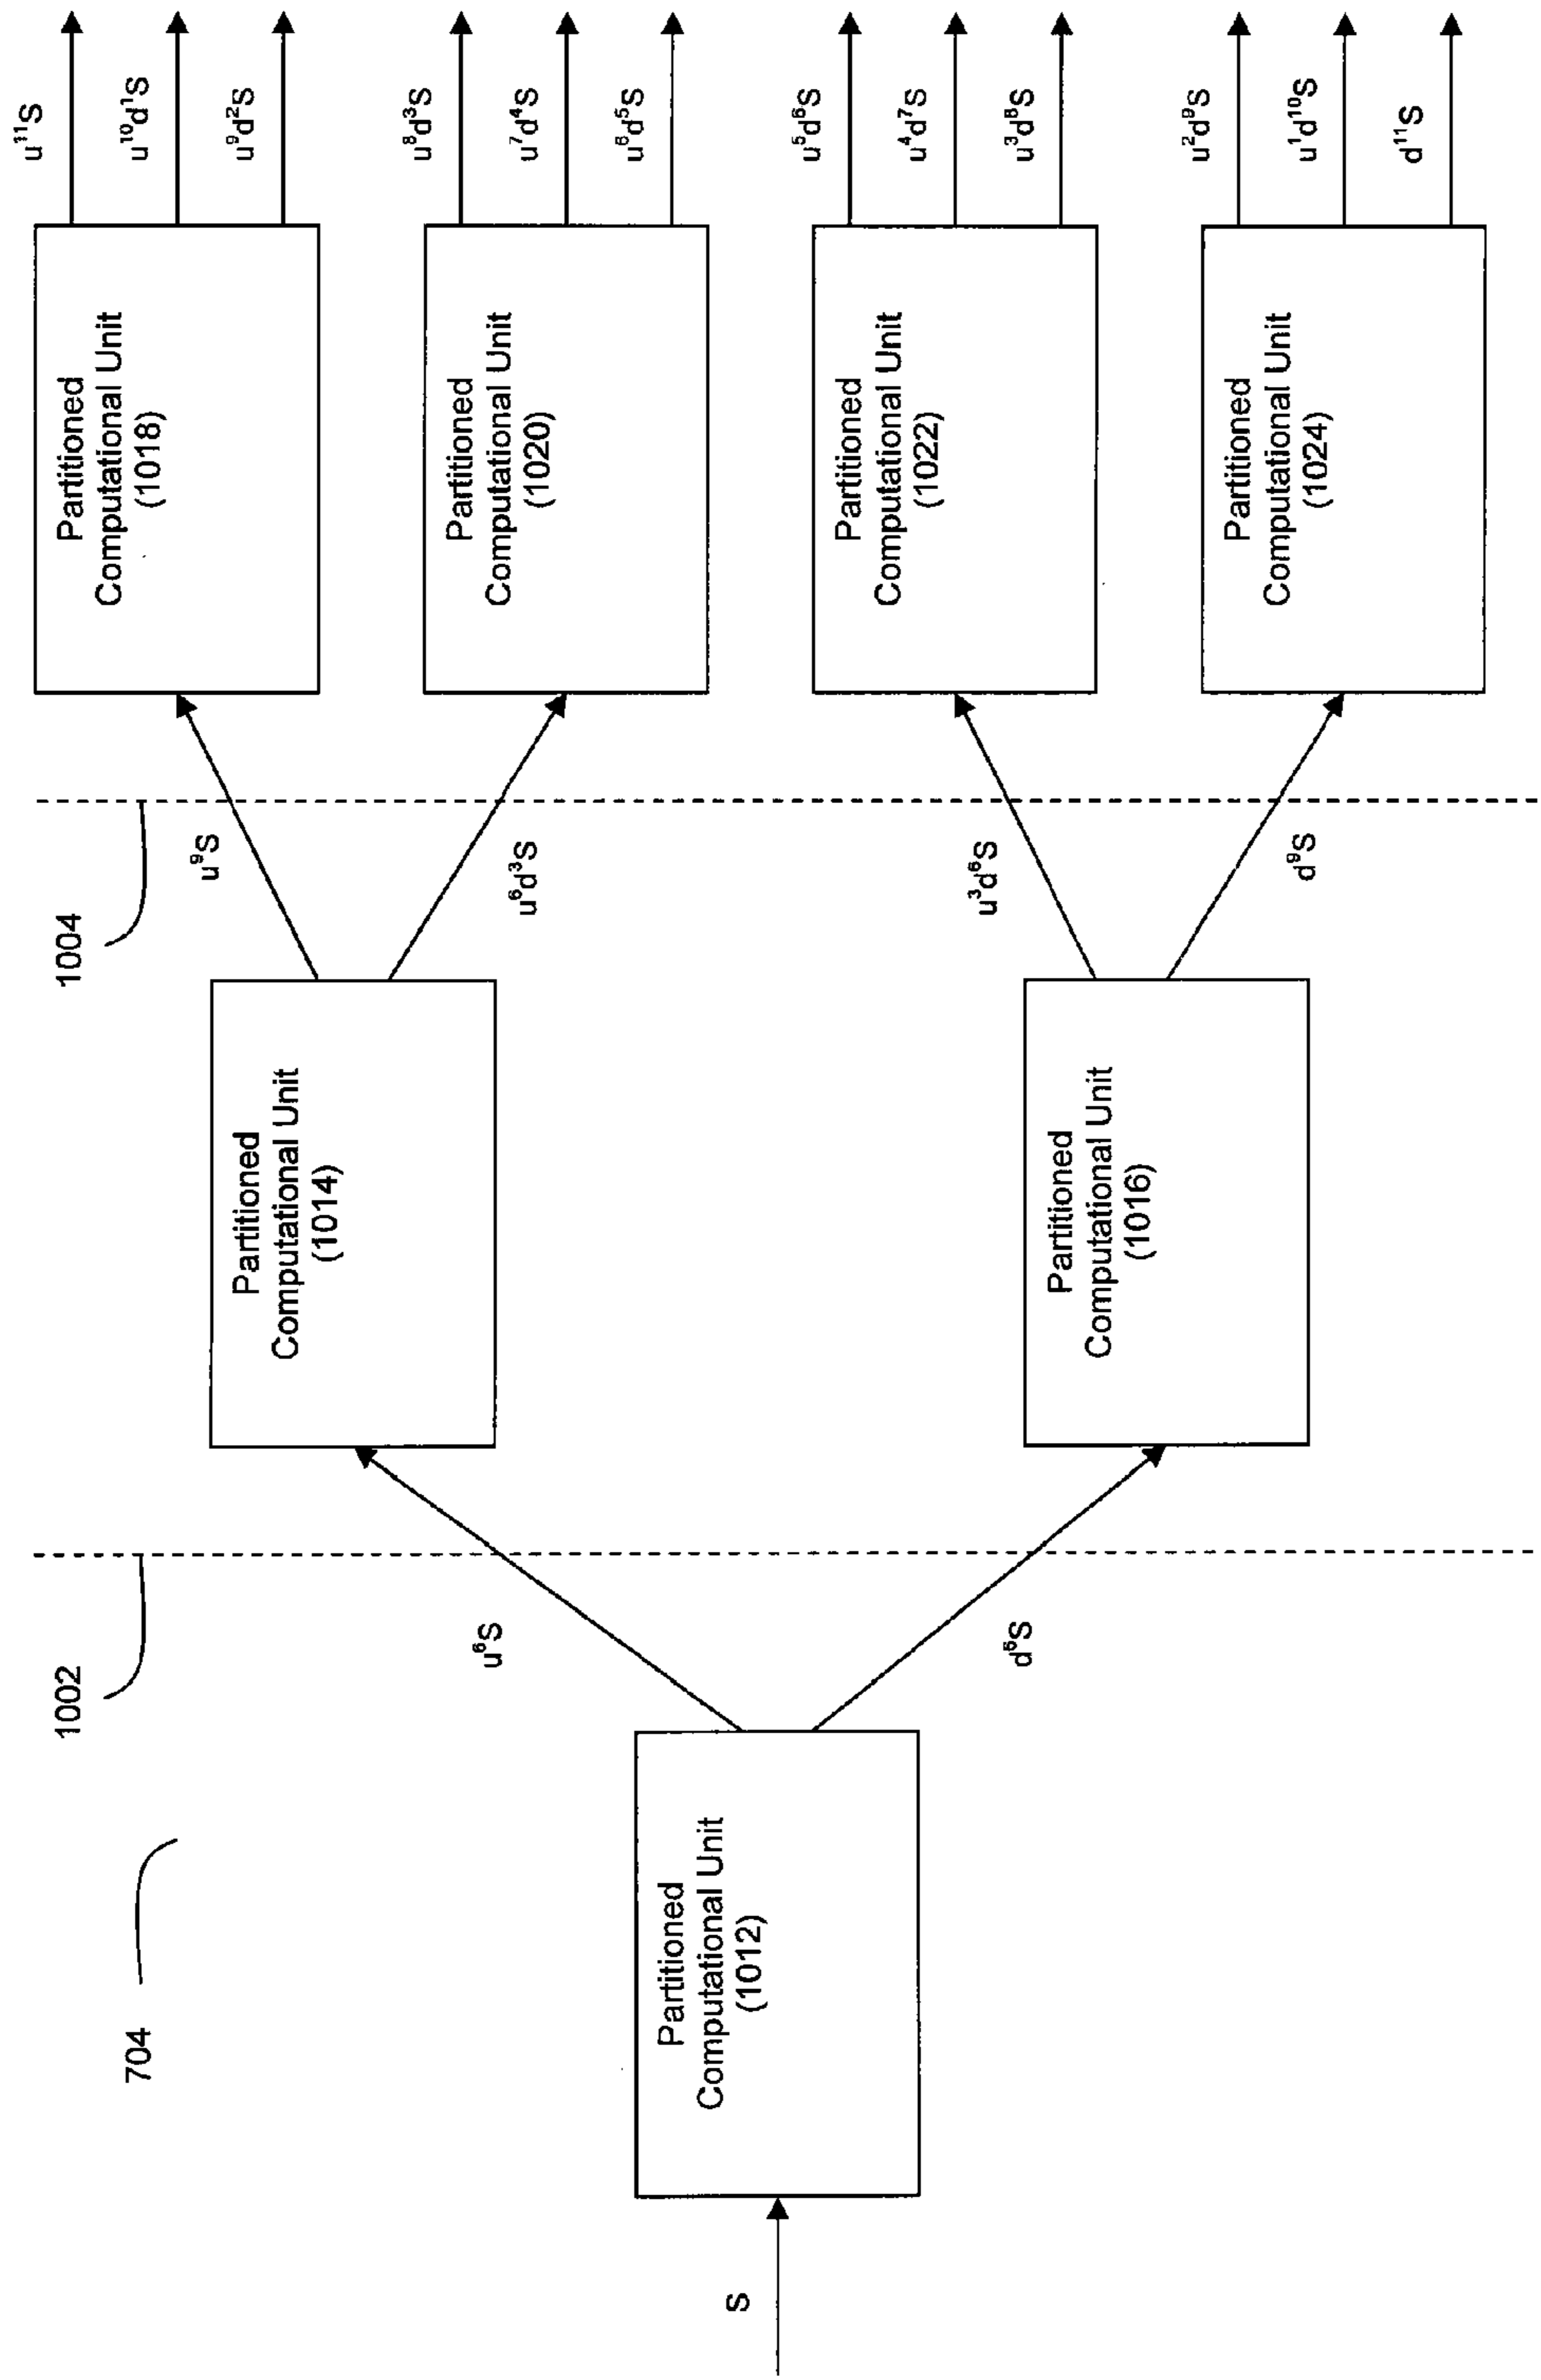 704
S
Partitioned
Computational Unit
(1012)
1002
u⁶S
d⁶S
Partitioned
Computational Unit
(1014)
Partitioned
Computational Unit
(1016)
1004
u⁹S
u⁶d³S
u³d⁶S
d⁹S
Partitioned
Computational Unit
(1018)
u¹¹S
u¹⁰d¹S
u⁹d²S
Partitioned
Computational Unit
(1020)
u⁸d³S
u⁷d⁴S
u⁶d⁵S
Partitioned
Computational Unit
(1022)
u⁵d⁶S
u⁴d⁷S
u³d⁸S
Partitioned
Computational Unit
(1024)
u²d⁹S
u¹d¹⁰S
d¹¹S